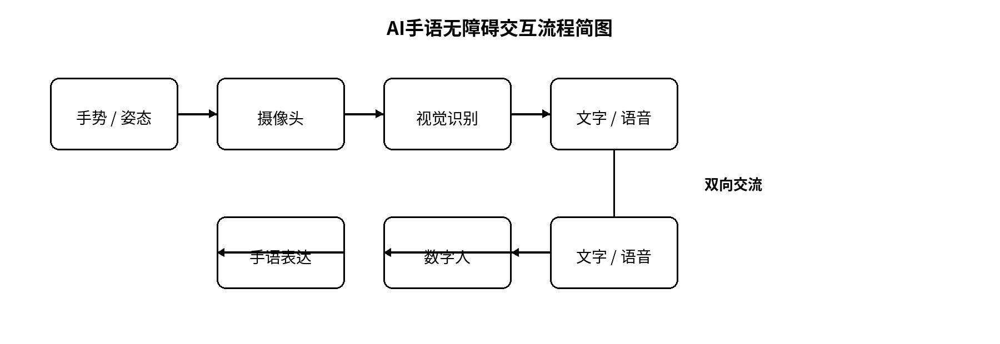 AI手语无障碍交互流程简图
手势 / 姿态
摄像头
视觉识别
文字 / 语音
双向交流
手语表达
数字人
文字 / 语音